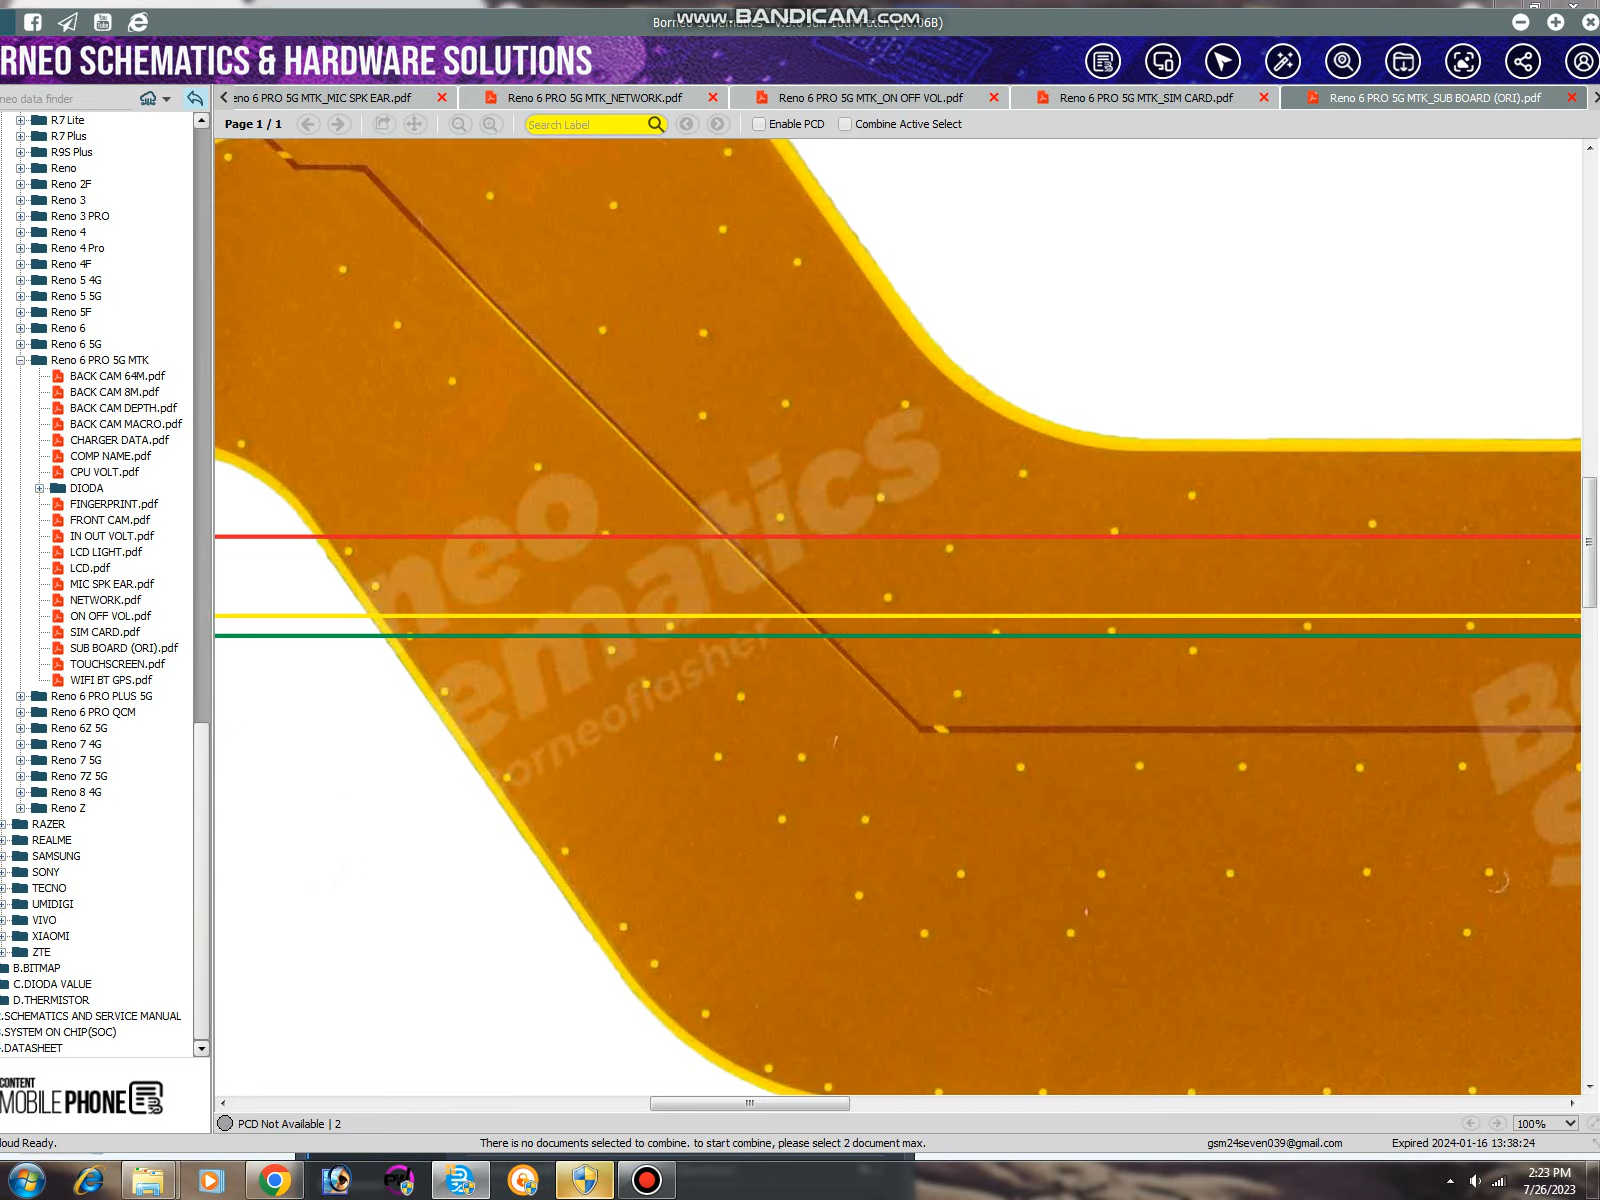 www.BANDICAM.com
RNEO SCHEMATICS & HARDWARE SOLUTIONS
neo data finder
eno 6 PRO 5G MTK_MIC SPK EAR.pdf
Reno 6 PRO 5G MTK_NETWORK.pdf
Reno 6 PRO 5G MTK_ON OFF VOL.pdf
Reno 6 PRO 5G MTK_SIM CARD.pdf
Reno 6 PRO 5G MTK_SUB BOARD (ORI).pdf
Page 1 / 1
Search Label
Enable PCD
Combine Active Select
R7 Lite
R7 Plus
R9S Plus
Reno
Reno 2F
Reno 3
Reno 3 PRO
Reno 4
Reno 4 Pro
Reno 4F
Reno 5 4G
Reno 5 5G
Reno 5F
Reno 6
Reno 6 5G
Reno 6 PRO 5G MTK
BACK CAM 64M.pdf
BACK CAM 8M.pdf
BACK CAM DEPTH.pdf
BACK CAM MACRO.pdf
CHARGER DATA.pdf
COMP NAME.pdf
CPU VOLT.pdf
DIODA
FINGERPRINT.pdf
FRONT CAM.pdf
IN OUT VOLT.pdf
LCD LIGHT.pdf
LCD.pdf
MIC SPK EAR.pdf
NETWORK.pdf
ON OFF VOL.pdf
SIM CARD.pdf
SUB BOARD (ORI).pdf
TOUCHSCREEN.pdf
WIFI BT GPS.pdf
Reno 6 PRO PLUS 5G
Reno 6 PRO QCM
Reno 6Z 5G
Reno 7 4G
Reno 7 5G
Reno 7Z 5G
Reno 8 4G
Reno Z
RAZER
REALME
SAMSUNG
SONY
TECNO
UMIDIGI
VIVO
XIAOMI
ZTE
B.BITMAP
C.DIODA VALUE
D.THERMISTOR
.SCHEMATICS AND SERVICE MANUAL
.SYSTEM ON CHIP(SOC)
.DATASHEET
CONTENT
MOBILE PHONE
rneo
ematics
borneoflasher
PCD Not Available | 2
100%
loud Ready.
There is no documents selected to combine. to start combine, please select 2 document max.
gsm24seven039@gmail.com
Expired 2024-01-16 13:38:24
2:23 PM
7/26/2023